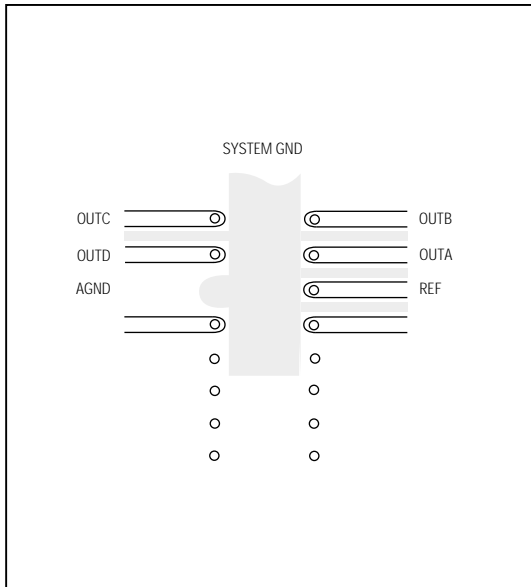 SYSTEM GND
OUTC
OUTB
OUTD
OUTA
AGND
REF